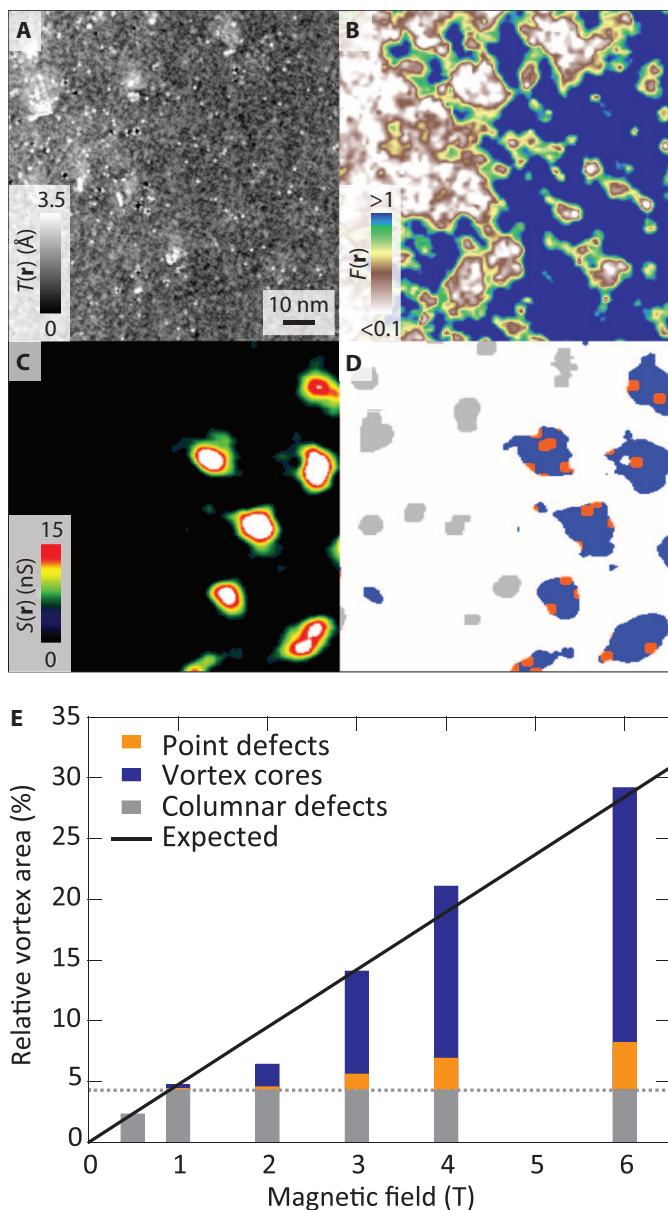 A
B
3.5
T(r) (Å)
0
10 nm
>1
F(r)
<0.1
C
D
15
S(r) (nS)
0
E
35
30
25
20
15
10
5
0
Relative vortex area (%)
Point defects
Vortex cores
Columnar defects
Expected
0 1 2 3 4 5 6
Magnetic field (T)